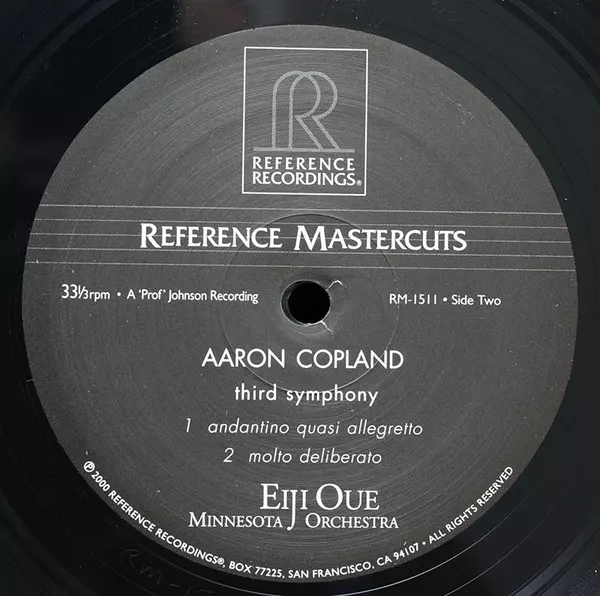 R
REFERENCE
RECORDINGS®
REFERENCE MASTERCUTS
33⅓rpm • A 'Prof' Johnson Recording
RM-1511 • Side Two
AARON COPLAND
third symphony
1 andantino quasi allegretto
2 molto deliberato
EIJI OUE
MINNESOTA ORCHESTRA
℗ 2000 REFERENCE RECORDINGS®, BOX 77225, SAN FRANCISCO, CA 94107 • ALL RIGHTS RESERVED